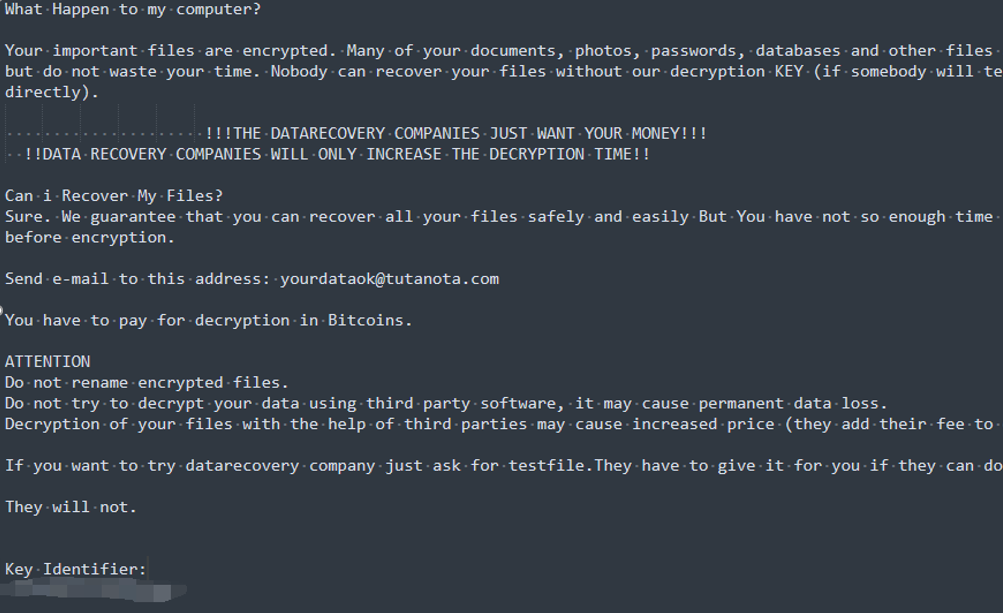 What Happen to my computer?
Your important files are encrypted. Many of your documents, photos, passwords, databases and other files
but do not waste your time. Nobody can recover your files without our decryption KEY (if somebody will te
directly).
!!!THE DATARECOVERY COMPANIES JUST WANT YOUR MONEY!!!
!!DATA RECOVERY COMPANIES WILL ONLY INCREASE THE DECRYPTION TIME!!
Can i Recover My Files?
Sure. We guarantee that you can recover all your files safely and easily But You have not so enough time
before encryption.
Send e-mail to this address: yourdataok@tutanota.com
You have to pay for decryption in Bitcoins.
ATTENTION
Do not rename encrypted files.
Do not try to decrypt your data using third party software, it may cause permanent data loss.
Decryption of your files with the help of third parties may cause increased price (they add their fee to
If you want to try datarecovery company just ask for testfile.They have to give it for you if they can do
They will not.
Key Identifier: